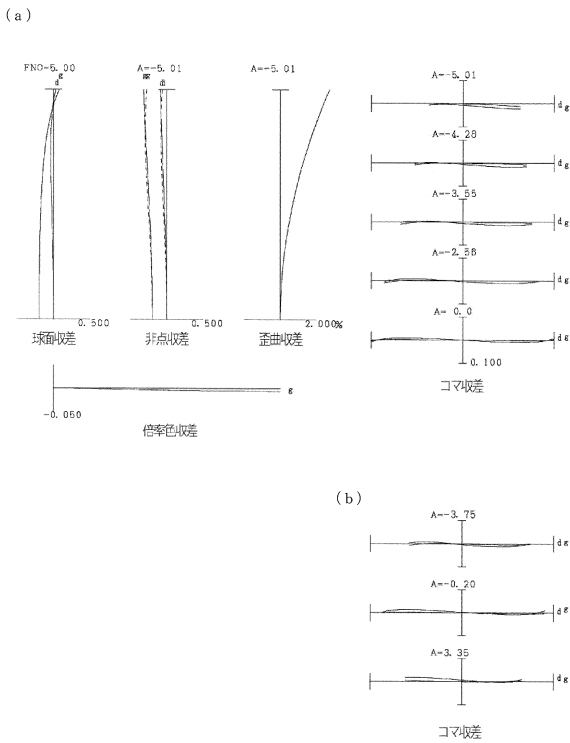 (a)
FNO=5.00
g
d
A=-5.01
A=-5.01
0.500
0.500
2.000%
球面収差
非点収差
歪曲収差
g
-0.050
倍率色収差
A=-5.01
d g
A=-4.28
d g
A=-3.55
d g
A=-2.56
d g
A= 0.0
d g
0.100
コマ収差
(b)
A=-3.75
d g
A=-0.20
d g
A=3.35
d g
コマ収差